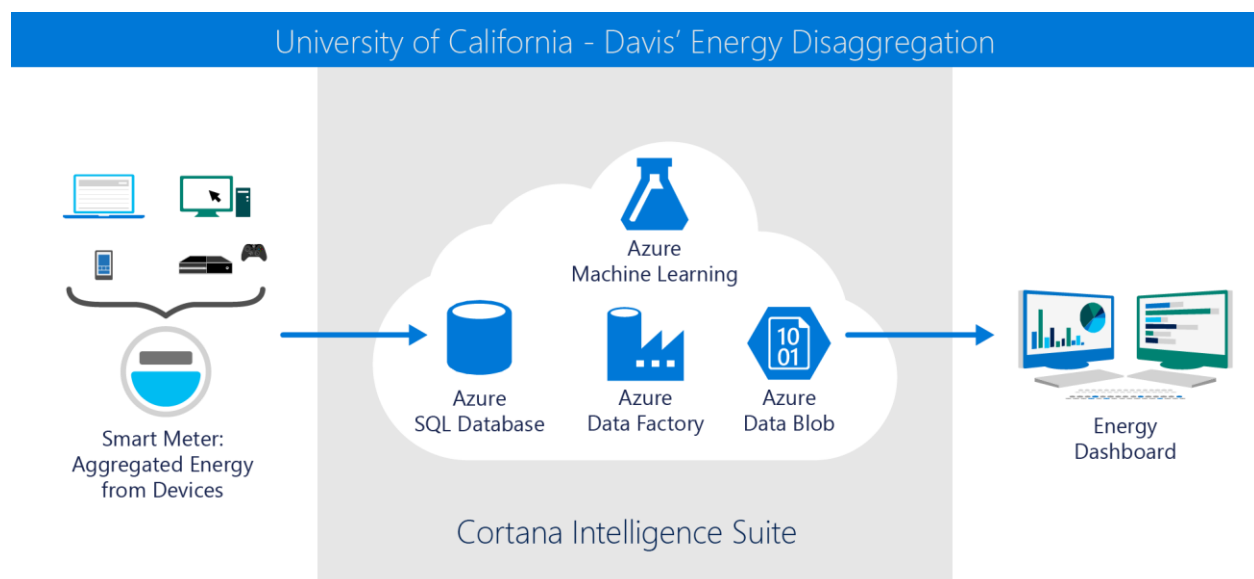 University of California - Davis' Energy Disaggregation
Azure
Machine Learning
10
01
Azure
SQL Database
Azure
Data Factory
Azure
Data Blob
Smart Meter:
Aggregated Energy
from Devices
Energy
Dashboard
Cortana Intelligence Suite